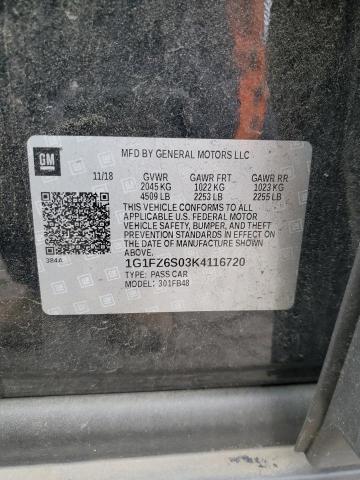 GM
MFD BY GENERAL MOTORS LLC
11/18 GVWR GAWR FRT GAWR RR
2045 KG 1022 KG 1023 KG
4509 LB 2253 LB 2255 LB
THIS VEHICLE CONFORMS TO ALL
APPLICABLE U.S. FEDERAL MOTOR
VEHICLE SAFETY, BUMPER, AND THEFT
PREVENTION STANDARDS IN EFFECT ON
THE DATE OF MANUFACTURE SHOWN
ABOVE.
384A
1G1FZ6S03K4116720
TYPE: PASS CAR
MODEL: 301FB48